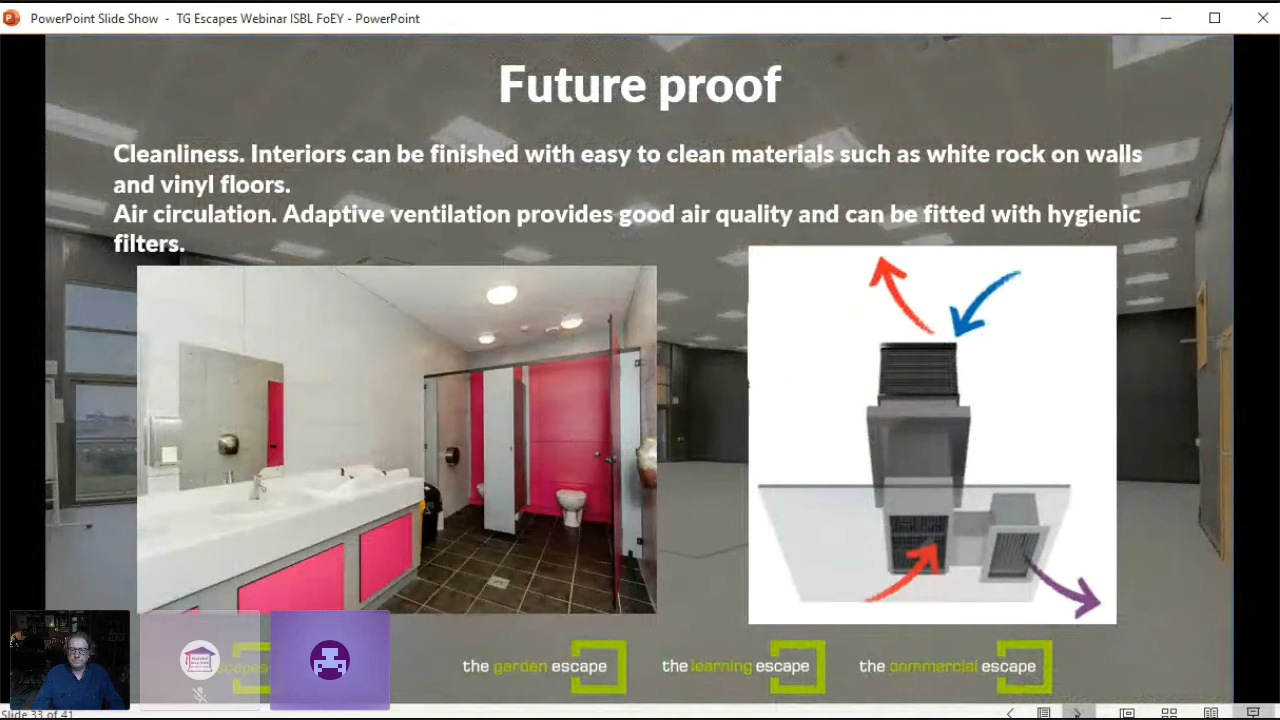 PowerPoint Slide Show - TG Escapes Webinar ISBL FoEY - PowerPoint
Future proof
Cleanliness. Interiors can be finished with easy to clean materials such as white rock on walls
and vinyl floors.
Air circulation. Adaptive ventilation provides good air quality and can be fitted with hygienic
filters.
escapes
the garden escape
the learning escape
the commercial escape
Slide 33 of 41